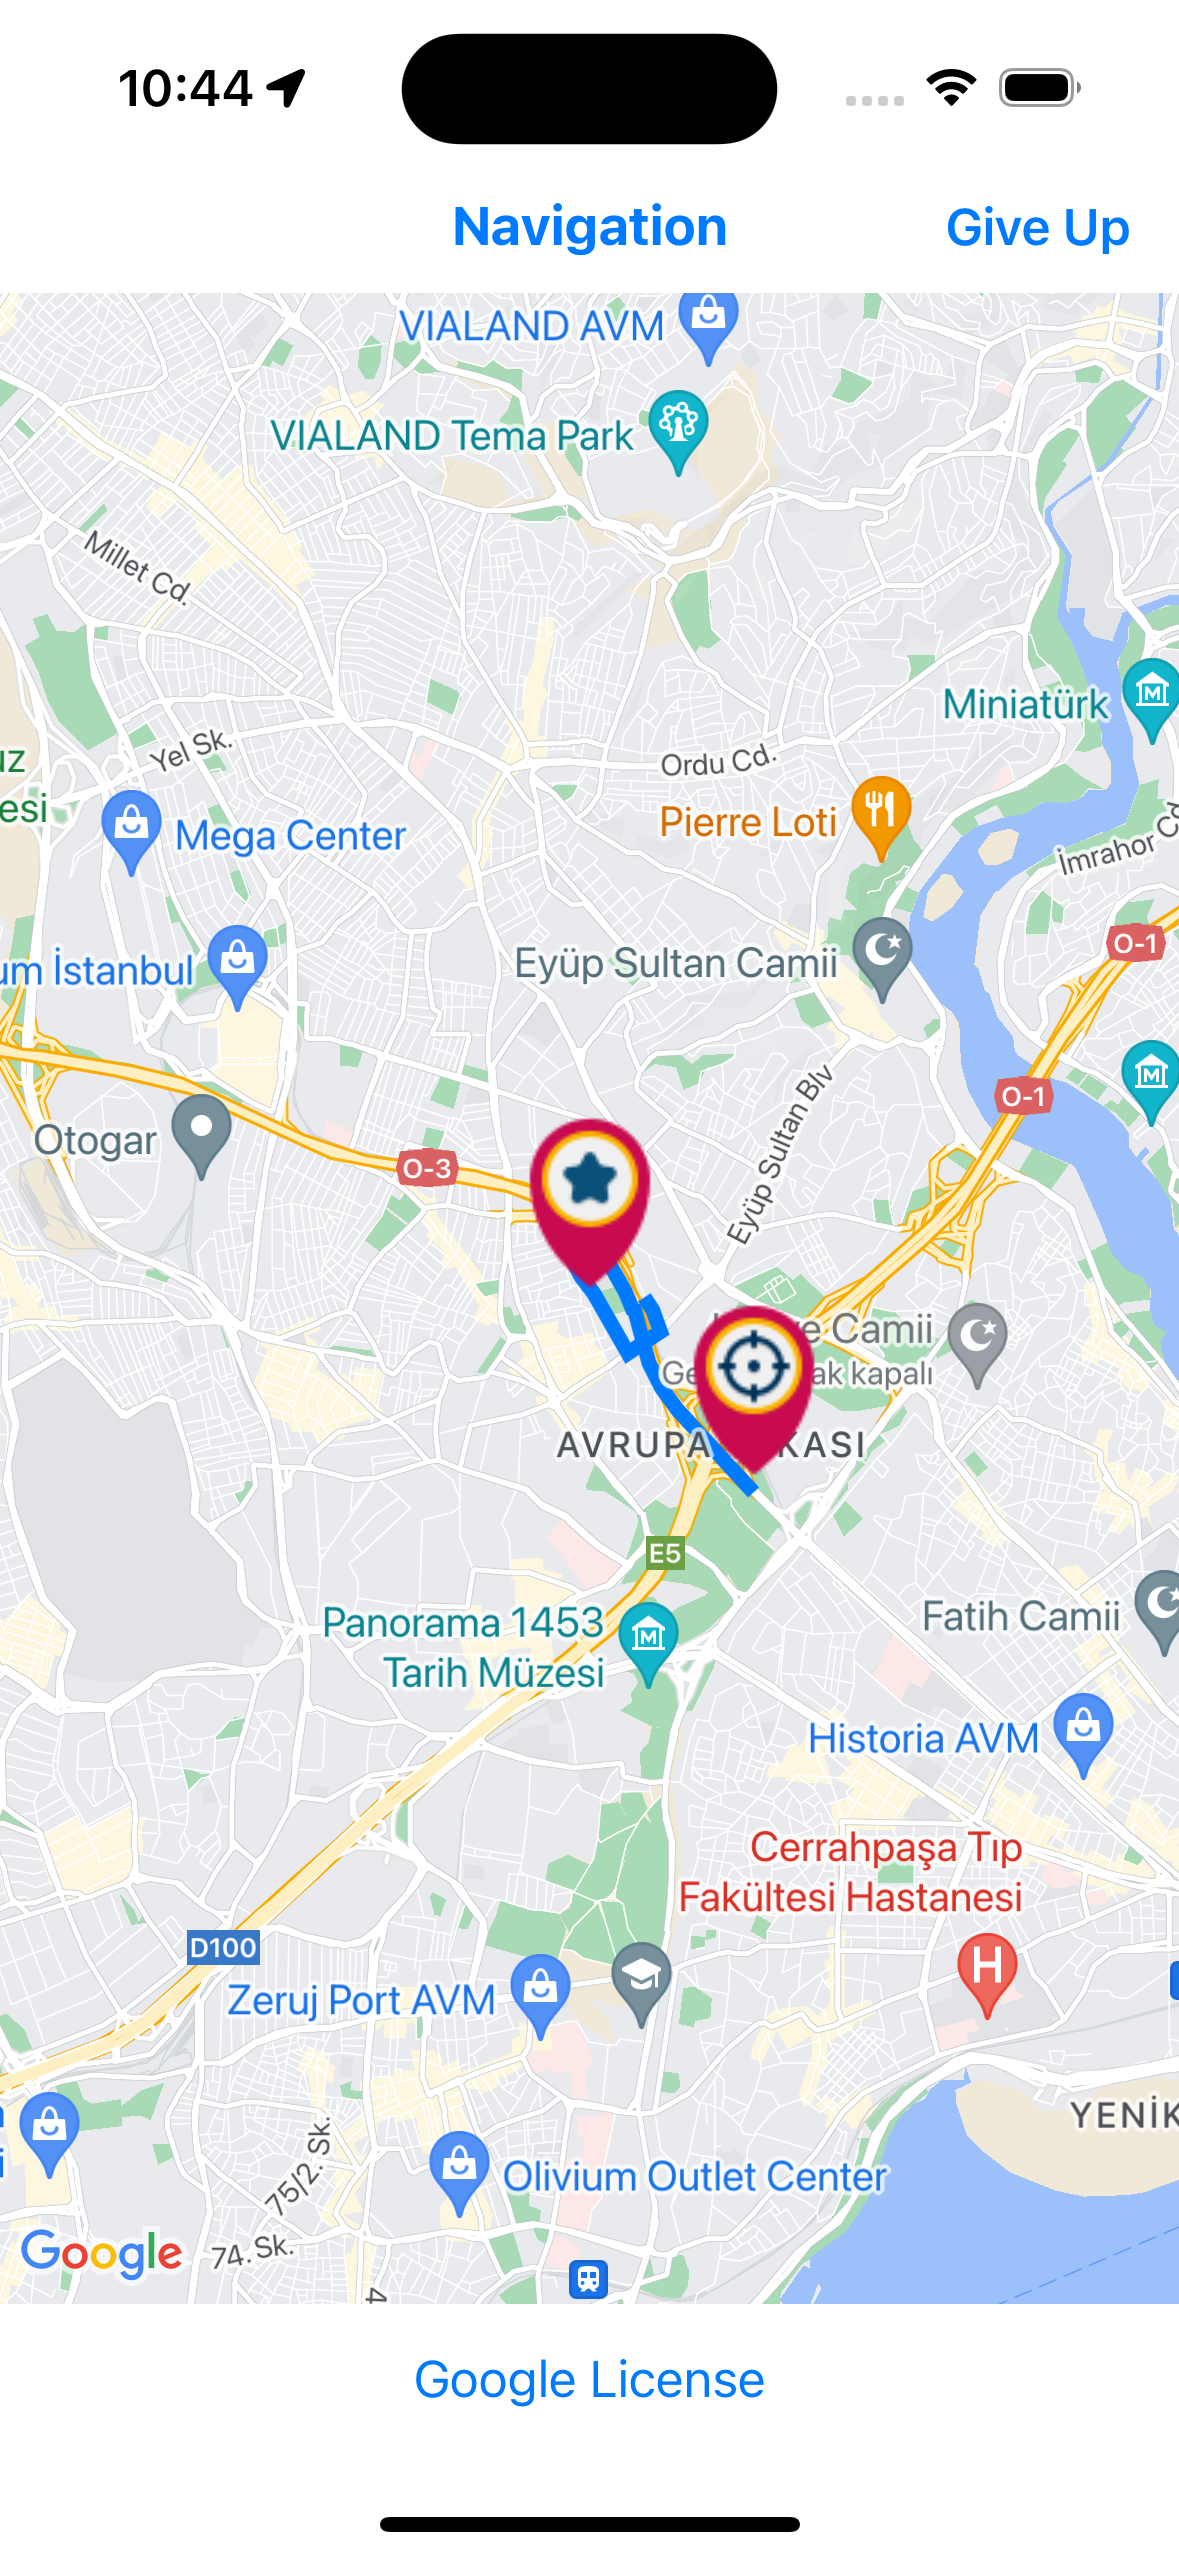 10:44
Navigation
Give Up
VIALAND AVM
VIALAND Tema Park
Millet Cd.
Miniatürk
Yel Sk.
Ordu Cd.
uz
esi
Mega Center
Pierre Loti
İmrahor Cd
O-1
Eyüp Sultan Camii
um İstanbul
O-1
Otogar
O-3
Eyüp Sultan Blv
e Camii
Ge
ak kapalı
AVRUPA
KASI
E5
Panorama 1453
Tarih Müzesi
Fatih Camii
Historia AVM
Cerrahpaşa Tıp
Fakültesi Hastanesi
H
D100
Zeruj Port AVM
YENİK
75/2. Sk.
Olivium Outlet Center
Google
74. Sk.
4
Google License